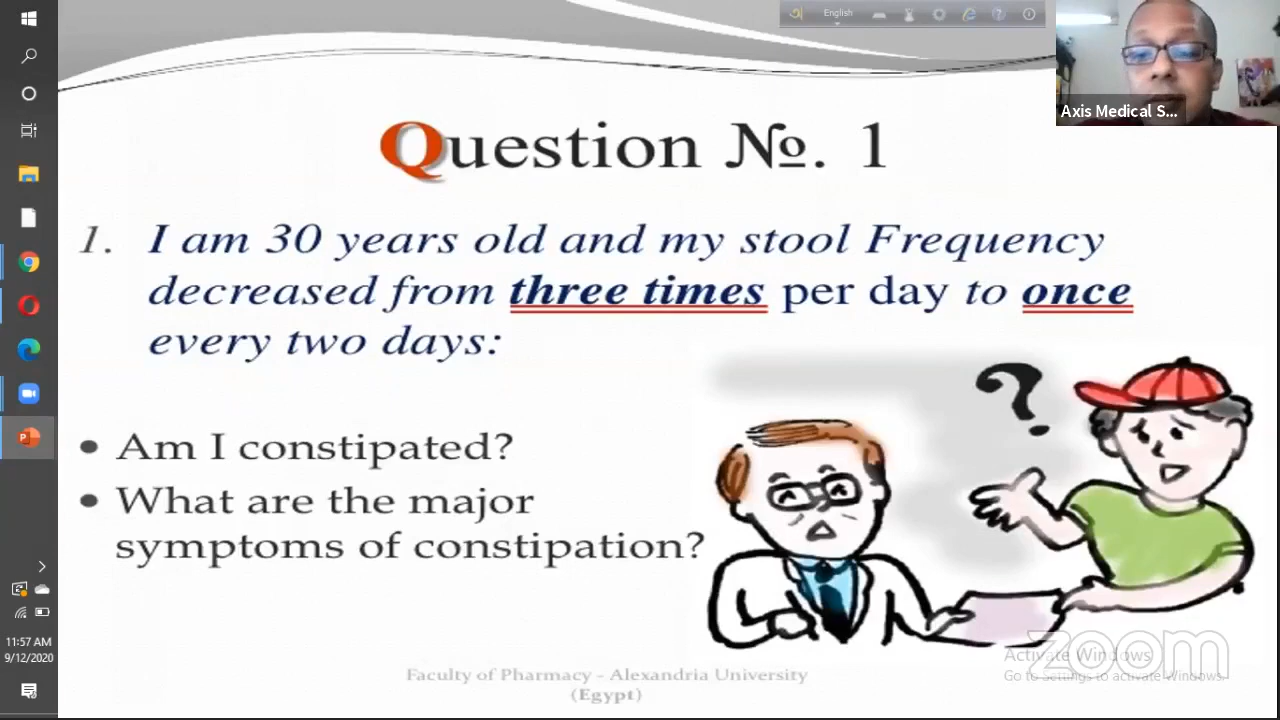 English
Axis Medical S...
Question №. 1
1. I am 30 years old and my stool Frequency
decreased from three times per day to once
every two days:
?
• Am I constipated?
• What are the major
symptoms of constipation?
Faculty of Pharmacy - Alexandria University
(Egypt)
zoom
Activate Windows
Go to Settings to activate Windows.
11:57 AM
9/12/2020